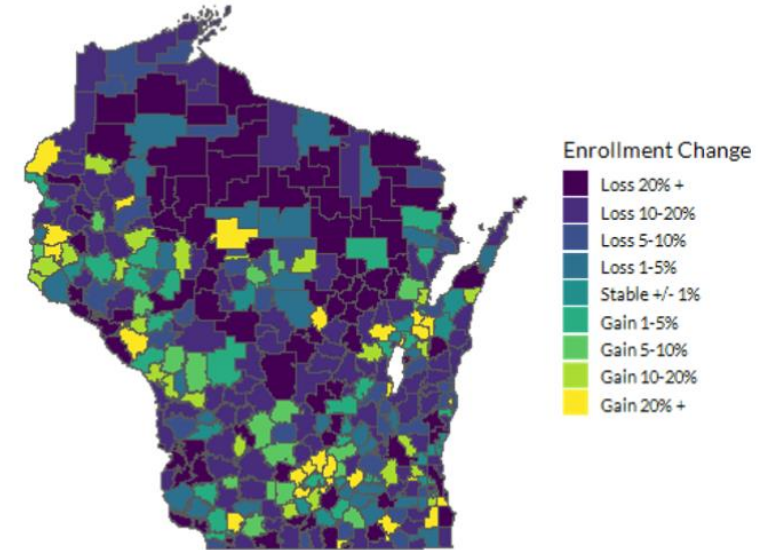 Enrollment Change
Loss 20% +
Loss 10-20%
Loss 5-10%
Loss 1-5%
Stable +/- 1%
Gain 1-5%
Gain 5-10%
Gain 10-20%
Gain 20% +